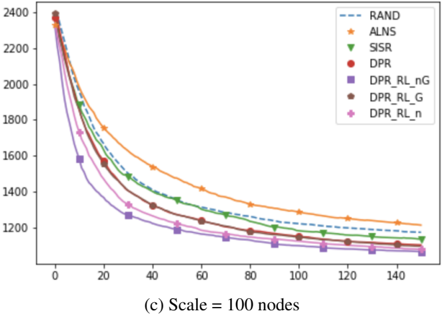 2400
2200
2000
1800
1600
1400
1200
0 20 40 60 80 100 120 140
RAND
ALNS
SISR
DPR
DPR_RL_nG
DPR_RL_G
DPR_RL_n
(c) Scale = 100 nodes